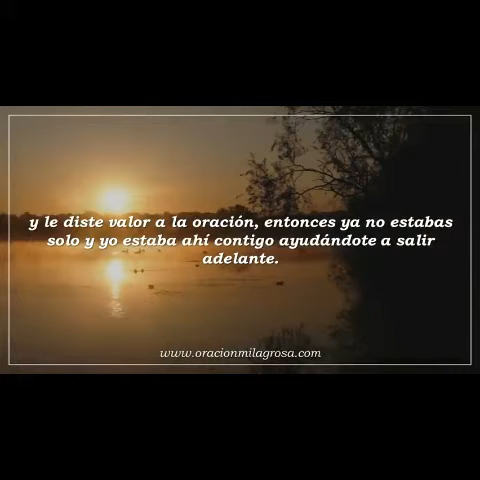 y le diste valor a la oración, entonces ya no estabas
solo y yo estaba ahí contigo ayudándote a salir
adelante.
www.oracionmilagrosa.com